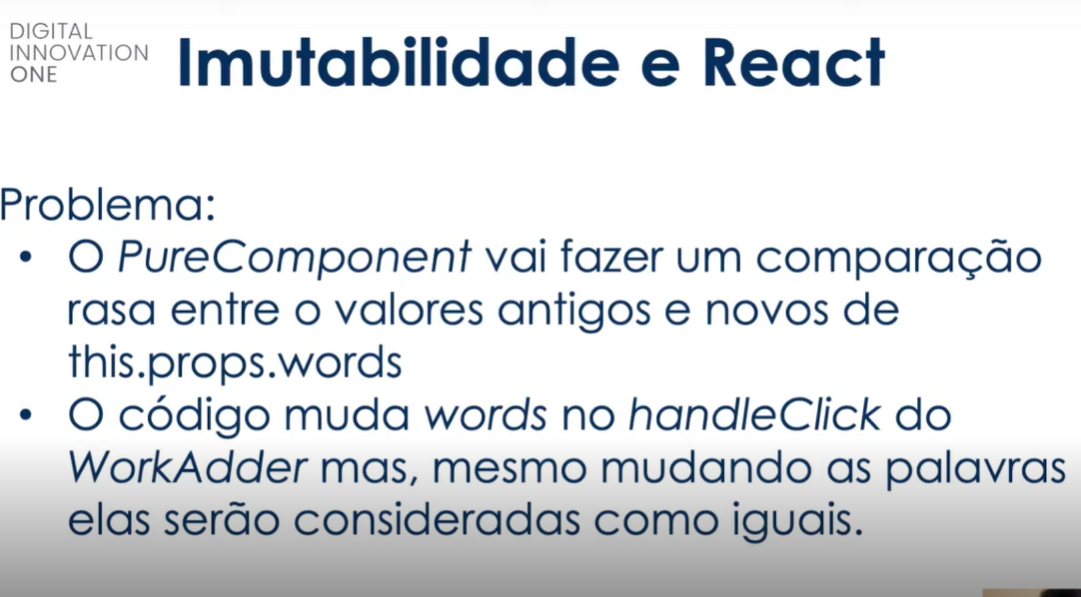 DIGITAL
INNOVATION
ONE
Imutabilidade e React
Problema:
• O PureComponent vai fazer um comparação
rasa entre o valores antigos e novos de
this.props.words
• O código muda words no handleClick do
WorkAdder mas, mesmo mudando as palavras
elas serão consideradas como iguais.